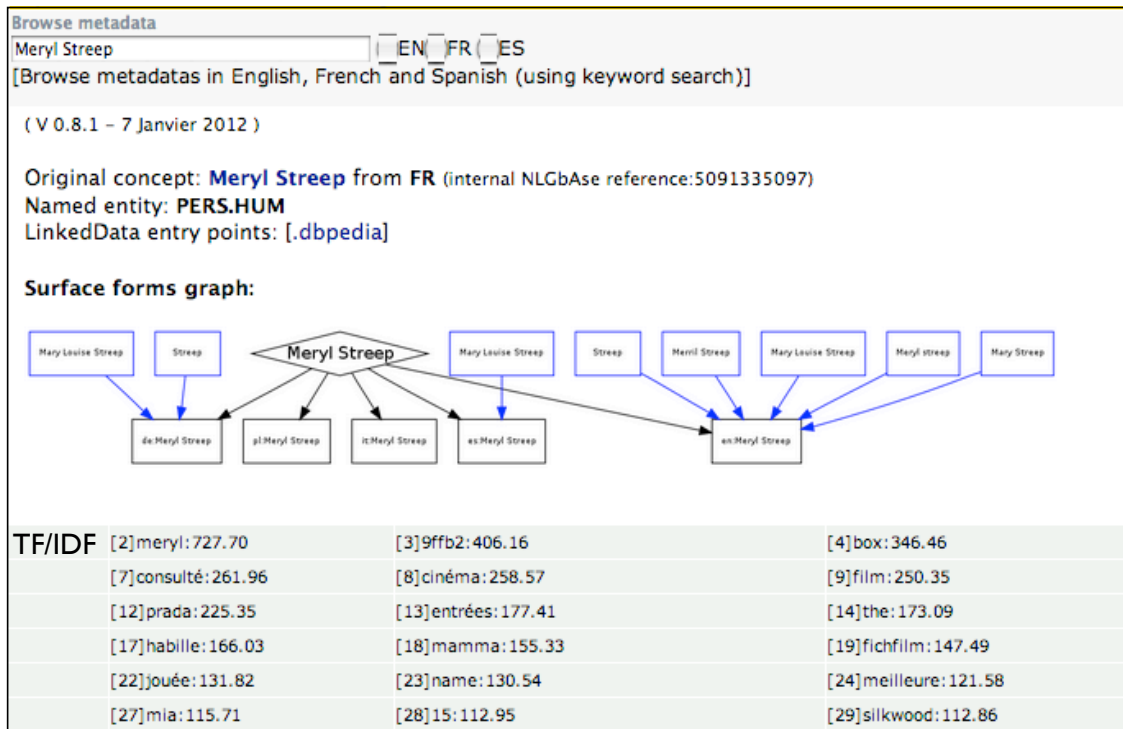 Browse metadata
Meryl Streep EN FR ES
[Browse metadatas in English, French and Spanish (using keyword search)]
( V 0.8.1 – 7 Janvier 2012 )
Original concept: Meryl Streep from FR (internal NLGbAse reference:5091335097)
Named entity: PERS.HUM
LinkedData entry points: [.dbpedia]
Surface forms graph:
Mary Louise Streep Streep Meryl Streep Mary Louise Streep Streep Merril Streep Mary Louise Streep Meryl streep Mary Streep
de:Meryl Streep pl:Meryl Streep it:Meryl Streep es:Meryl Streep en:Meryl Streep
TF/IDF [2]meryl:727.70 [3]9ffb2:406.16 [4]box:346.46
[7]consulté:261.96 [8]cinéma:258.57 [9]film:250.35
[12]prada:225.35 [13]entrées:177.41 [14]the:173.09
[17]habille:166.03 [18]mamma:155.33 [19]fichfilm:147.49
[22]jouée:131.82 [23]name:130.54 [24]meilleure:121.58
[27]mia:115.71 [28]15:112.95 [29]silkwood:112.86